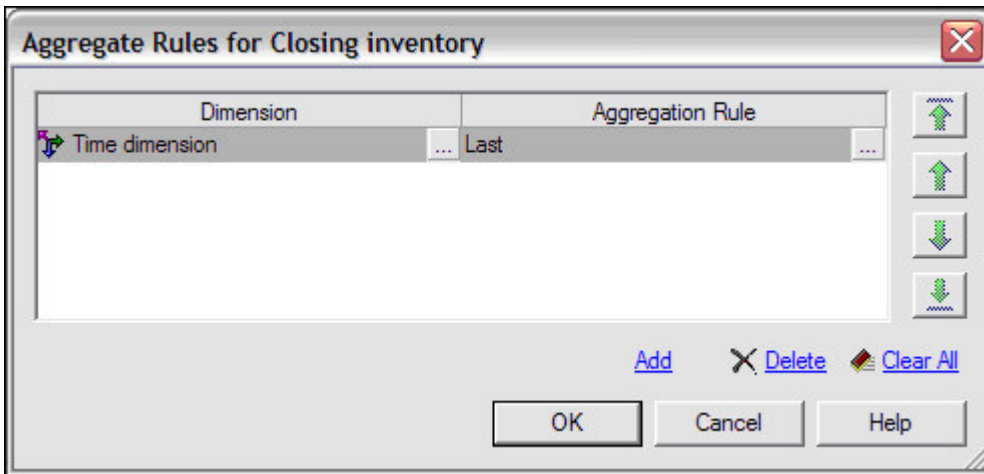 Aggregate Rules for Closing inventory
Dimension Aggregation Rule
Time dimension ... Last ...
Add Delete Clear All
OK Cancel Help